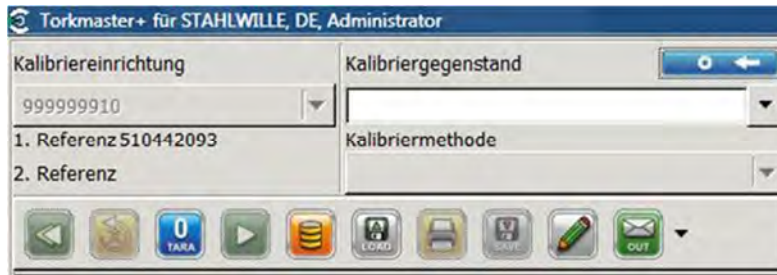 Torkmaster+ für STAHLWILLE, DE, Administrator
Kalibriereinrichtung
Kalibriergegenstand
999999910
1. Referenz 510442093
Kalibriermethode
2. Referenz
0
TARA
LOAD
SAVE
OUT